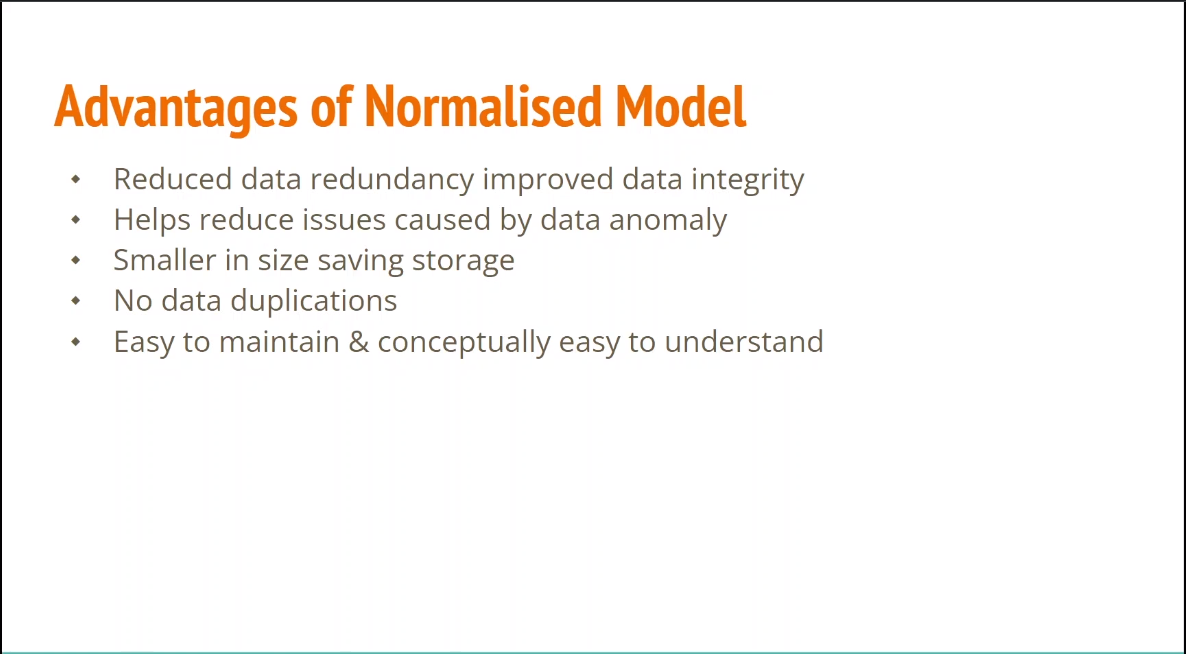 Advantages of Normalised Model
Reduced data redundancy improved data integrity
Helps reduce issues caused by data anomaly
Smaller in size saving storage
No data duplications
Easy to maintain & conceptually easy to understand